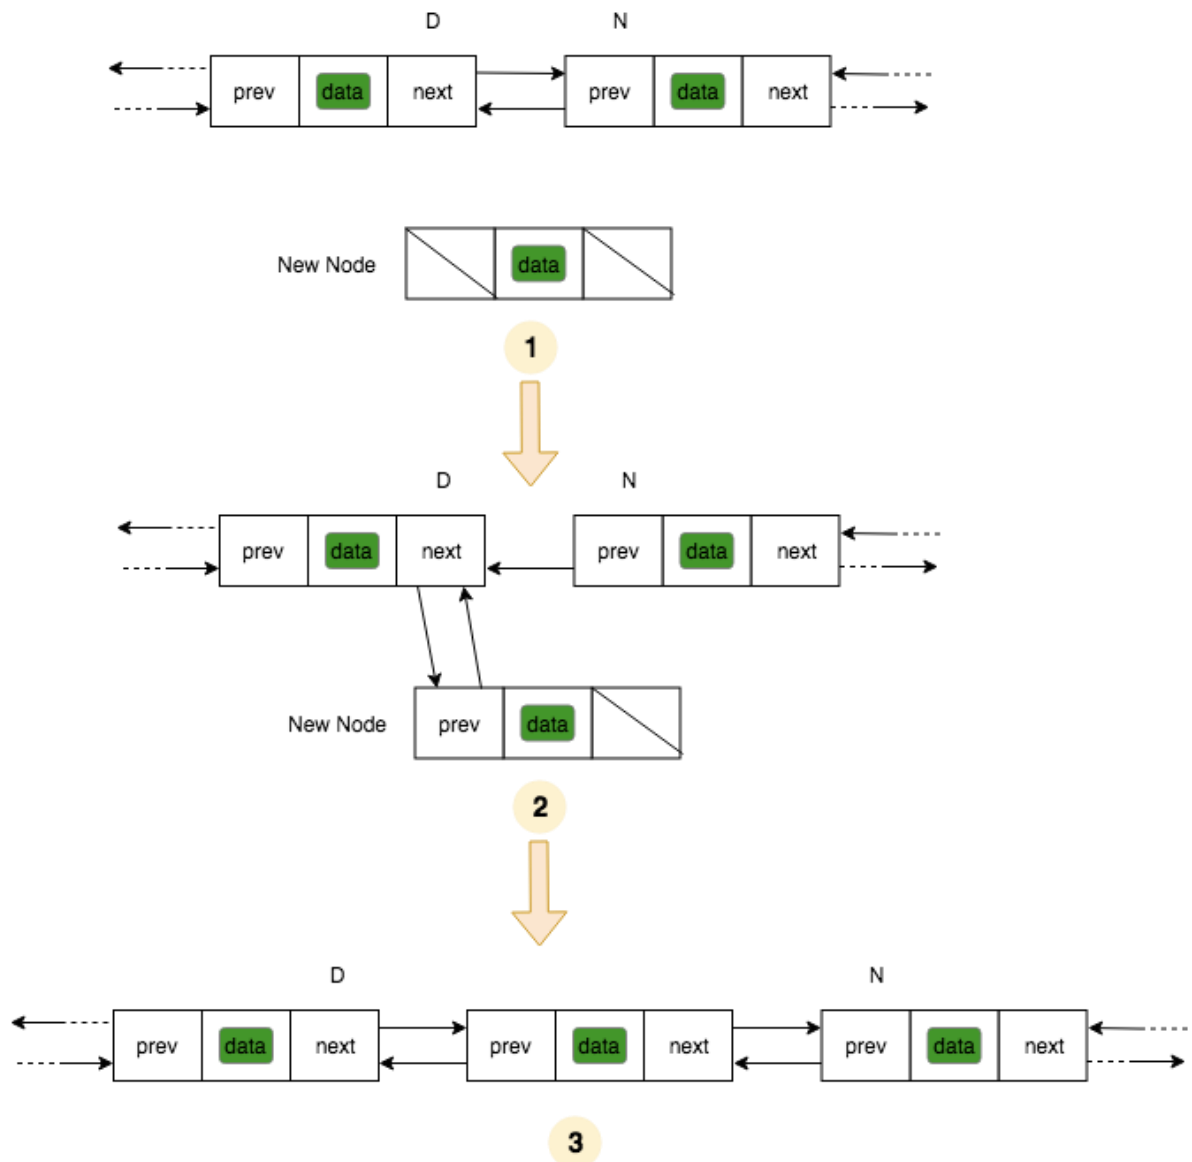 D N
prev data next prev data next
New Node data
1
D N
prev data next prev data next
New Node prev data
2
D N
prev data next prev data next prev data next
3